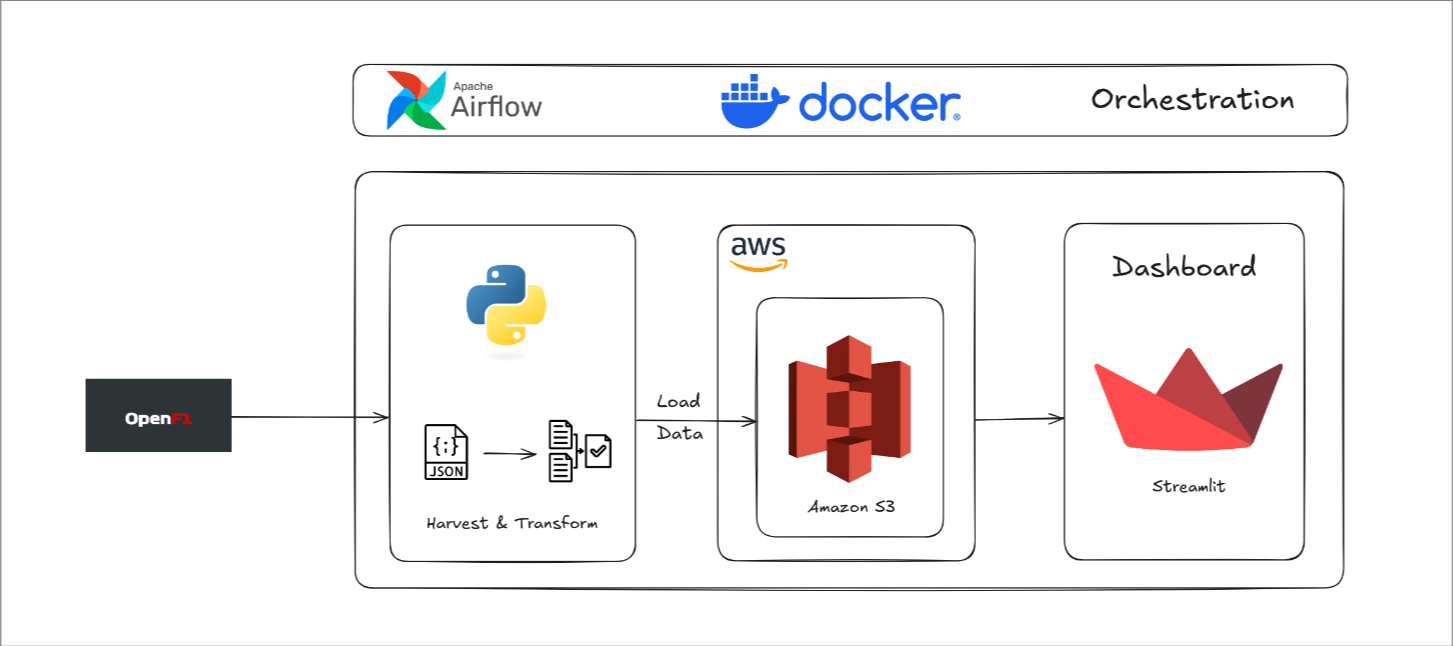 Apache
Airflow
docker®
Orchestration
OpenF1
{;}
JSON
Harvest & Transform
Load
Data
aws
Amazon S3
Dashboard
Streamlit